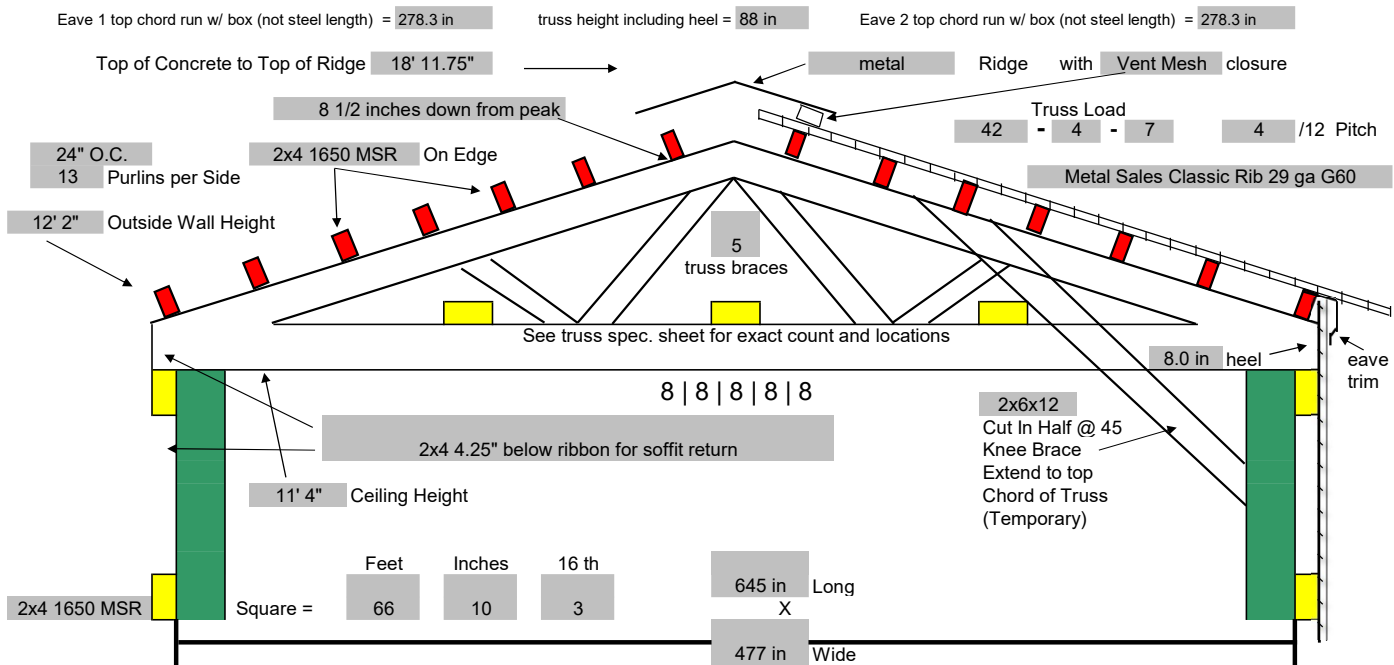 Eave 1 top chord run w/ box (not steel length) = 278.3 in
truss height including heel = 88 in
Eave 2 top chord run w/ box (not steel length) = 278.3 in
Top of Concrete to Top of Ridge 18' 11.75"
metal Ridge with Vent Mesh closure
8 1/2 inches down from peak
Truss Load
42 - 4 - 7 4 /12 Pitch
24" O.C.
13 Purlins per Side
2x4 1650 MSR On Edge
Metal Sales Classic Rib 29 ga G60
12' 2" Outside Wall Height
5
truss braces
See truss spec. sheet for exact count and locations
8.0 in heel
eave
trim
8 | 8 | 8 | 8 | 8
2x4 4.25" below ribbon for soffit return
2x6x12
Cut In Half @ 45
Knee Brace
Extend to top
Chord of Truss
(Temporary)
11' 4" Ceiling Height
Feet Inches 16 th
2x4 1650 MSR
Square = 66 10 3
645 in Long
X
477 in Wide